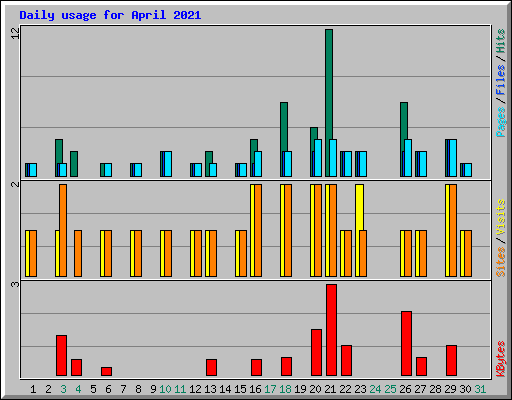 Daily usage for April 2021
12
Pages / Files / Hits
2
Sites / Visits
3
KBytes
1 2 3 4 5 6 7 8 9 10 11 12 13 14 15 16 17 18 19 20 21 22 23 24 25 26 27 28 29 30 31